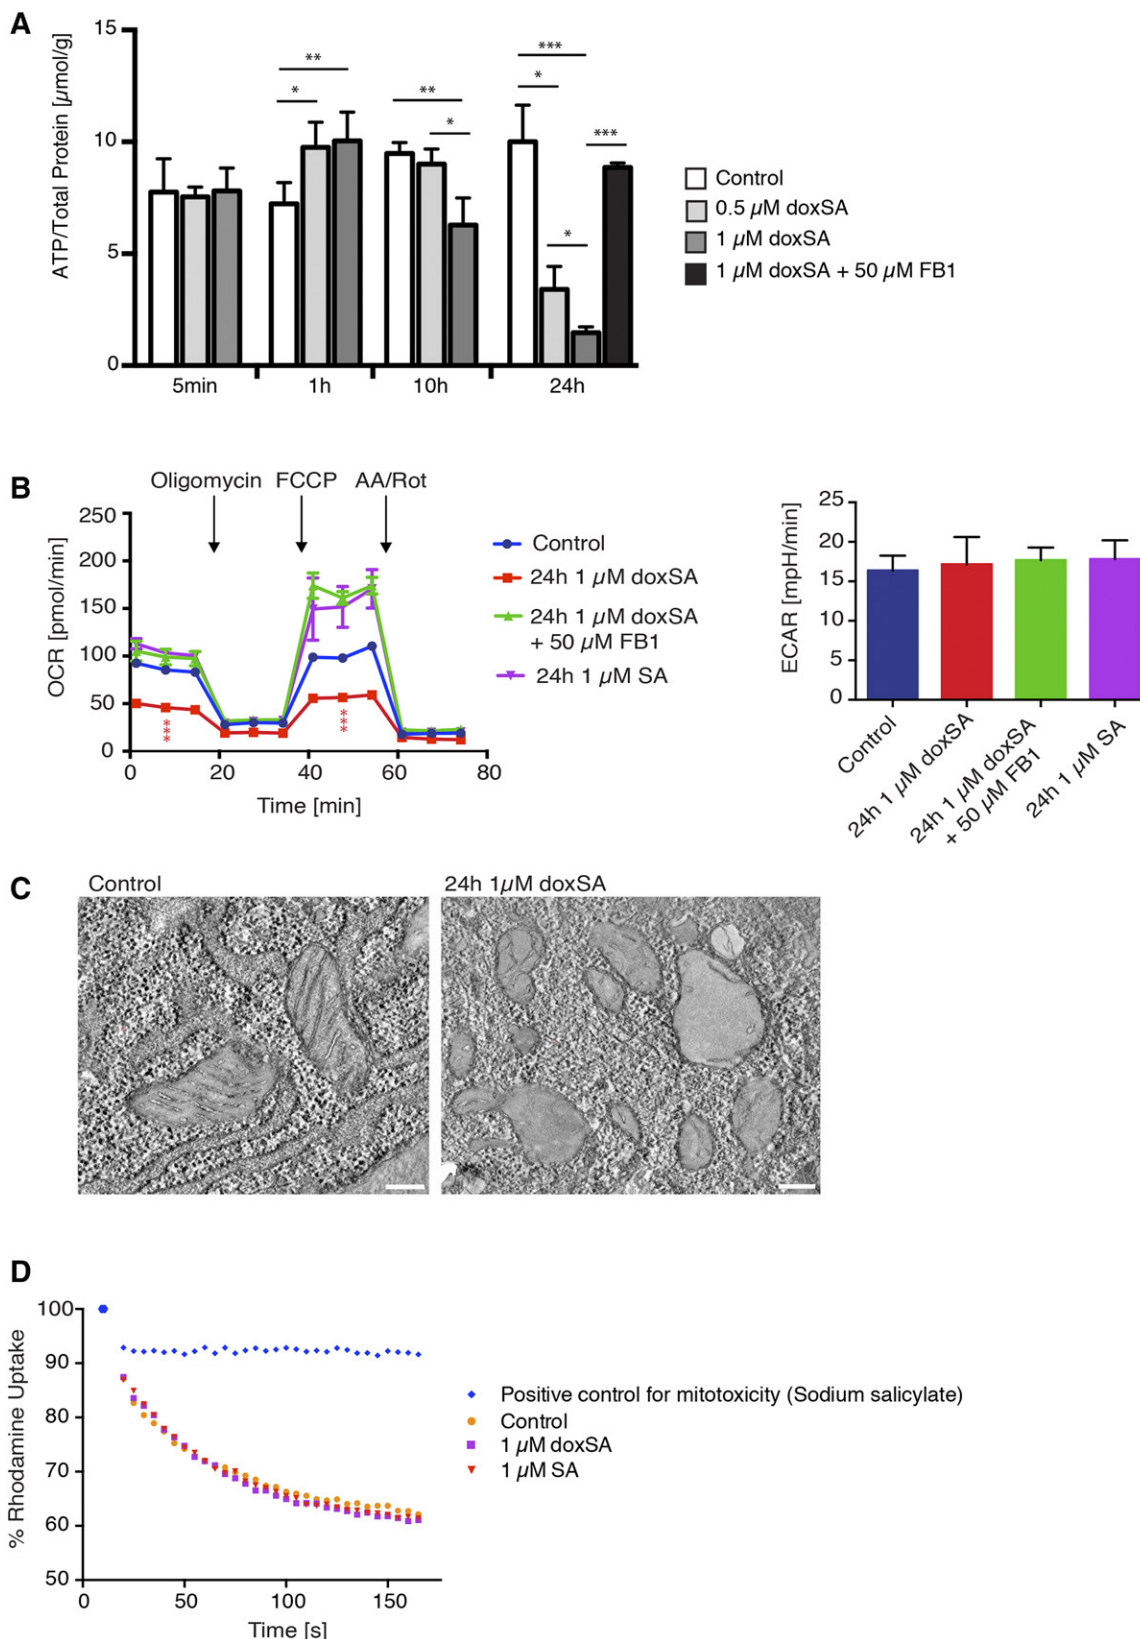 A
ATP/Total Protein [µmol/g]
15
10
5
0
** * ** * *** * *** *
5min 1h 10h 24h
Control
0.5 µM doxSA
1 µM doxSA
1 µM doxSA + 50 µM FB1
B
Oligomycin FCCP AA/Rot
OCR [pmol/min]
250
200
150
100
50
0
*** ***
0 20 40 60 80
Time [min]
Control
24h 1 µM doxSA
24h 1 µM doxSA
+ 50 µM FB1
24h 1 µM SA
ECAR [mpH/min]
25
20
15
10
5
0
Control
24h 1 µM doxSA
24h 1 µM doxSA
+ 50 µM FB1
24h 1 µM SA
C
Control
24h 1µM doxSA
D
% Rhodamine Uptake
100
90
80
70
60
50
0 50 100 150
Time [s]
Positive control for mitotoxicity (Sodium salicylate)
Control
1 µM doxSA
1 µM SA